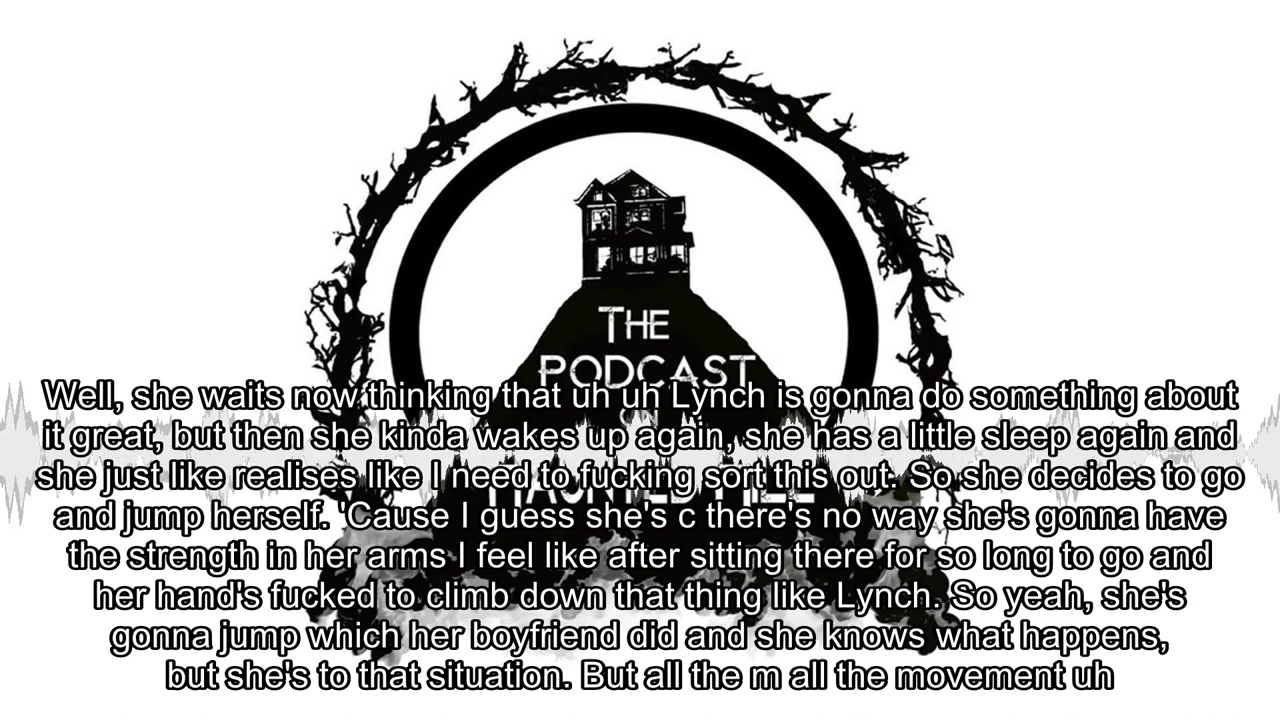 THE
PODCAST
Well, she waits now thinking that uh uh Lynch is gonna do something about
it great, but then she kinda wakes up again, she has a little sleep again and
she just like realises like I need to fucking sort this out. So she decides to go
and jump herself. 'Cause I guess she's c there's no way she's gonna have
the strength in her arms I feel like after sitting there for so long to go and
her hand's fucked to climb down that thing like Lynch. So yeah, she's
gonna jump which her boyfriend did and she knows what happens,
but she's to that situation. But all the m all the movement uh
HAUNTED HILL